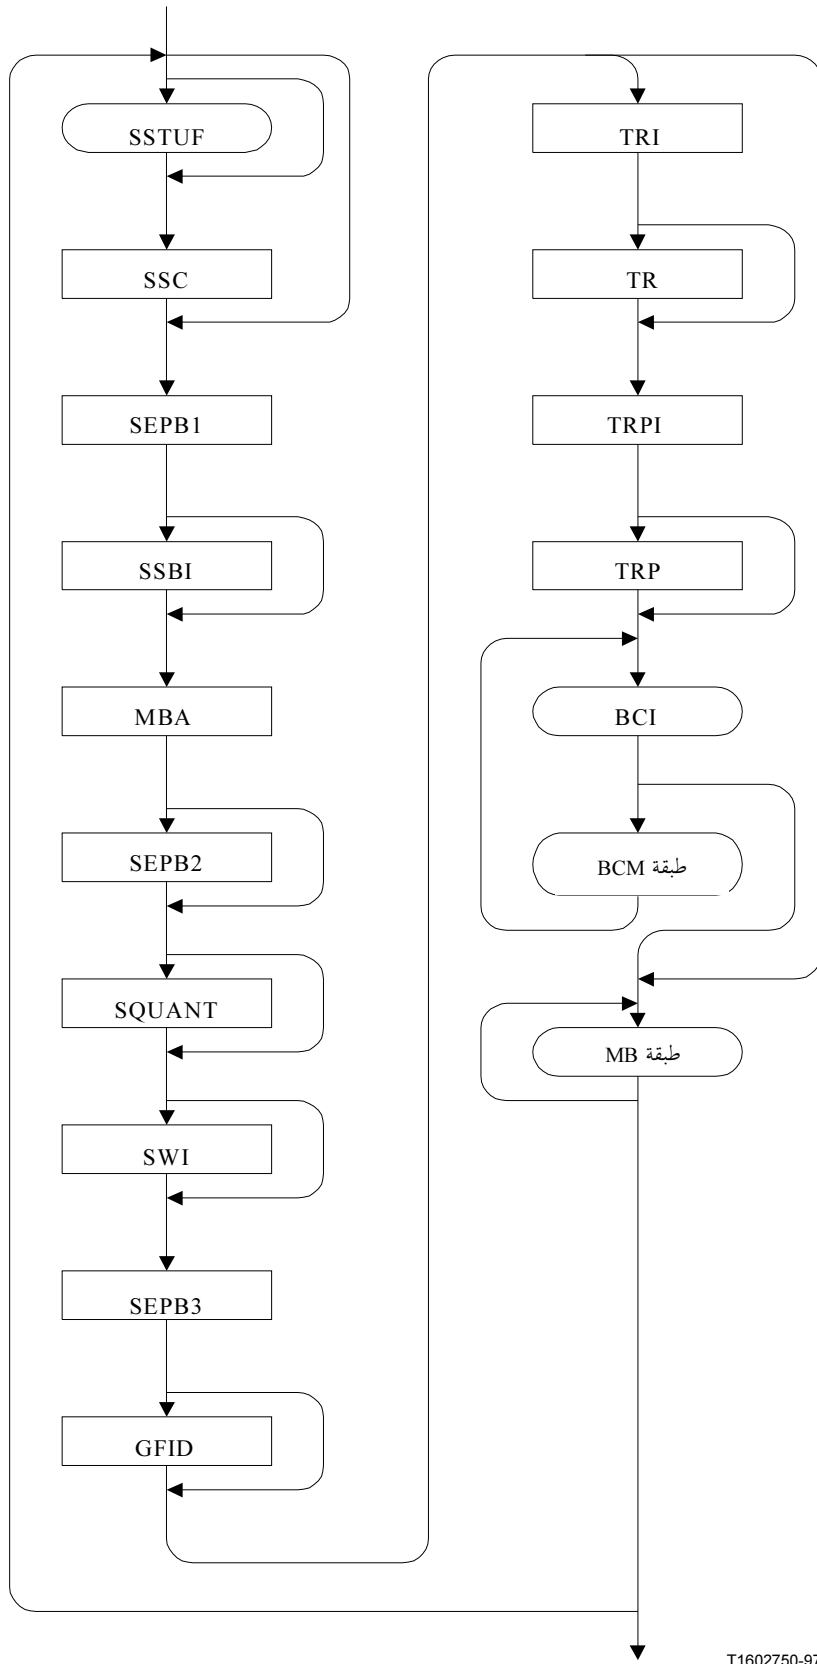 SSTUF
SSC
SEPB1
SSBI
MBA
SEPB2
SQUANT
SWI
SEPB3
GFID
TRI
TR
TRPI
TRP
BCI
طبقة BCM
طبقة MB
T1602750-97